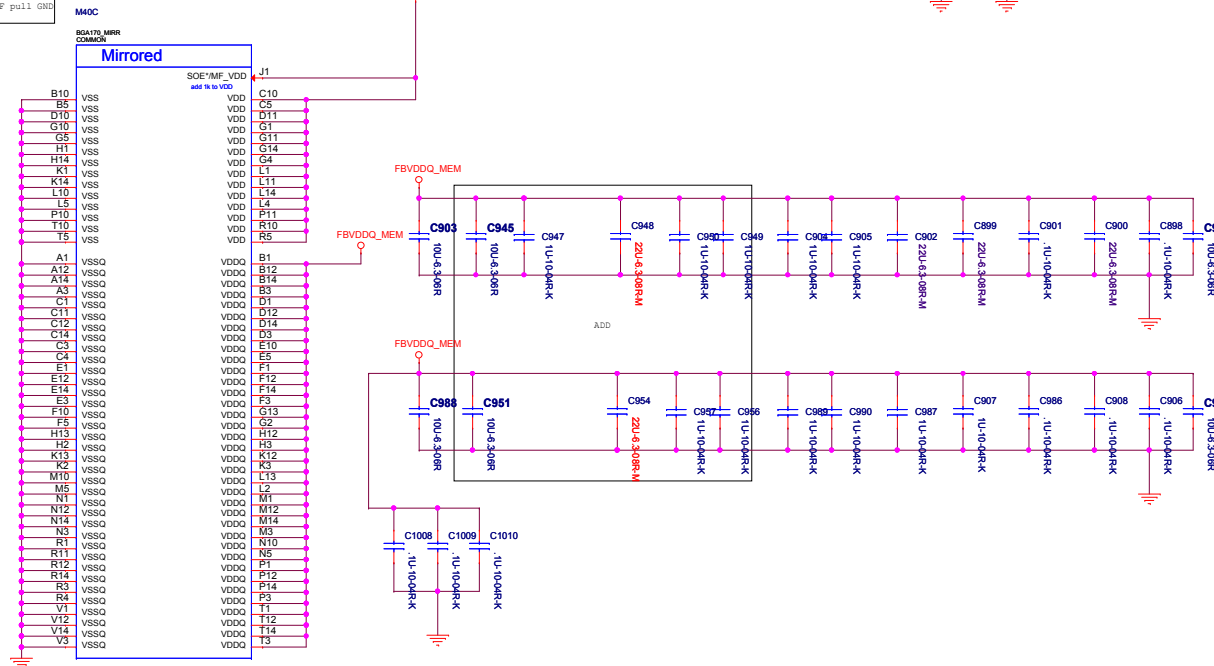 F pull GND
M40C
BGA170_MIRR
COMMON
Mirrored
SOE*/MF_VDD J1
add 1k to VDD
B10 VSS VDD C10
B5 VSS VDD C5
D10 VSS VDD D11
G10 VSS VDD G1
G5 VSS VDD G11
H1 VSS VDD G14
H14 VSS VDD G4
K1 VSS VDD L1
K14 VSS VDD L11
L10 VSS VDD L14
L5 VSS VDD L4
P10 VSS VDD P11
T10 VSS VDD R10
T5 VSS VDD R5
A1 VSSQ VDDQ B1
A12 VSSQ VDDQ B12
A14 VSSQ VDDQ B14
A3 VSSQ VDDQ B3
C1 VSSQ VDDQ D1
C11 VSSQ VDDQ D12
C12 VSSQ VDDQ D14
C14 VSSQ VDDQ D3
C3 VSSQ VDDQ E10
C4 VSSQ VDDQ E5
E1 VSSQ VDDQ F1
E12 VSSQ VDDQ F12
E14 VSSQ VDDQ F14
E3 VSSQ VDDQ F3
F10 VSSQ VDDQ G13
F5 VSSQ VDDQ G2
H13 VSSQ VDDQ H12
H2 VSSQ VDDQ H3
K13 VSSQ VDDQ K12
K2 VSSQ VDDQ K3
M10 VSSQ VDDQ L13
M5 VSSQ VDDQ L2
N1 VSSQ VDDQ M1
N12 VSSQ VDDQ M12
N14 VSSQ VDDQ M14
N3 VSSQ VDDQ M3
R1 VSSQ VDDQ N10
R11 VSSQ VDDQ N5
R12 VSSQ VDDQ P1
R14 VSSQ VDDQ P12
R3 VSSQ VDDQ P14
R4 VSSQ VDDQ P3
V1 VSSQ VDDQ T1
V12 VSSQ VDDQ T12
V14 VSSQ VDDQ T14
V3 VSSQ VDDQ T3
FBVDDQ_MEM
FBVDDQ_MEM
C903 10U-6.3-06R
C945 10U-6.3-06R
C947 1U-10-04R-K
C948 22U-6.3-08R-M
C950 1U-10-04R-K
C949 1U-10-04R-K
C904 1U-10-04R-K
C905 1U-10-04R-K
C902 22U-6.3-08R-M
C899 22U-6.3-08R-M
C901 .1U-10-04R-K
C900 22U-6.3-08R-M
C898 .1U-10-04R-K
10U-6.3-06R
ADD
FBVDDQ_MEM
C988 10U-6.3-06R
C951 10U-6.3-06R
C954 22U-6.3-08R-M
C957 1U-10-04R-K
C956 1U-10-04R-K
C989 1U-10-04R-K
C990 1U-10-04R-K
C987 1U-10-04R-K
C907 1U-10-04R-K
C986 .1U-10-04R-K
C908 .1U-10-04R-K
C906 .1U-10-04R-K
10U-6.3-06R
C1008 .1U-10-04R-K
C1009 .1U-10-04R-K
C1010 .1U-10-04R-K